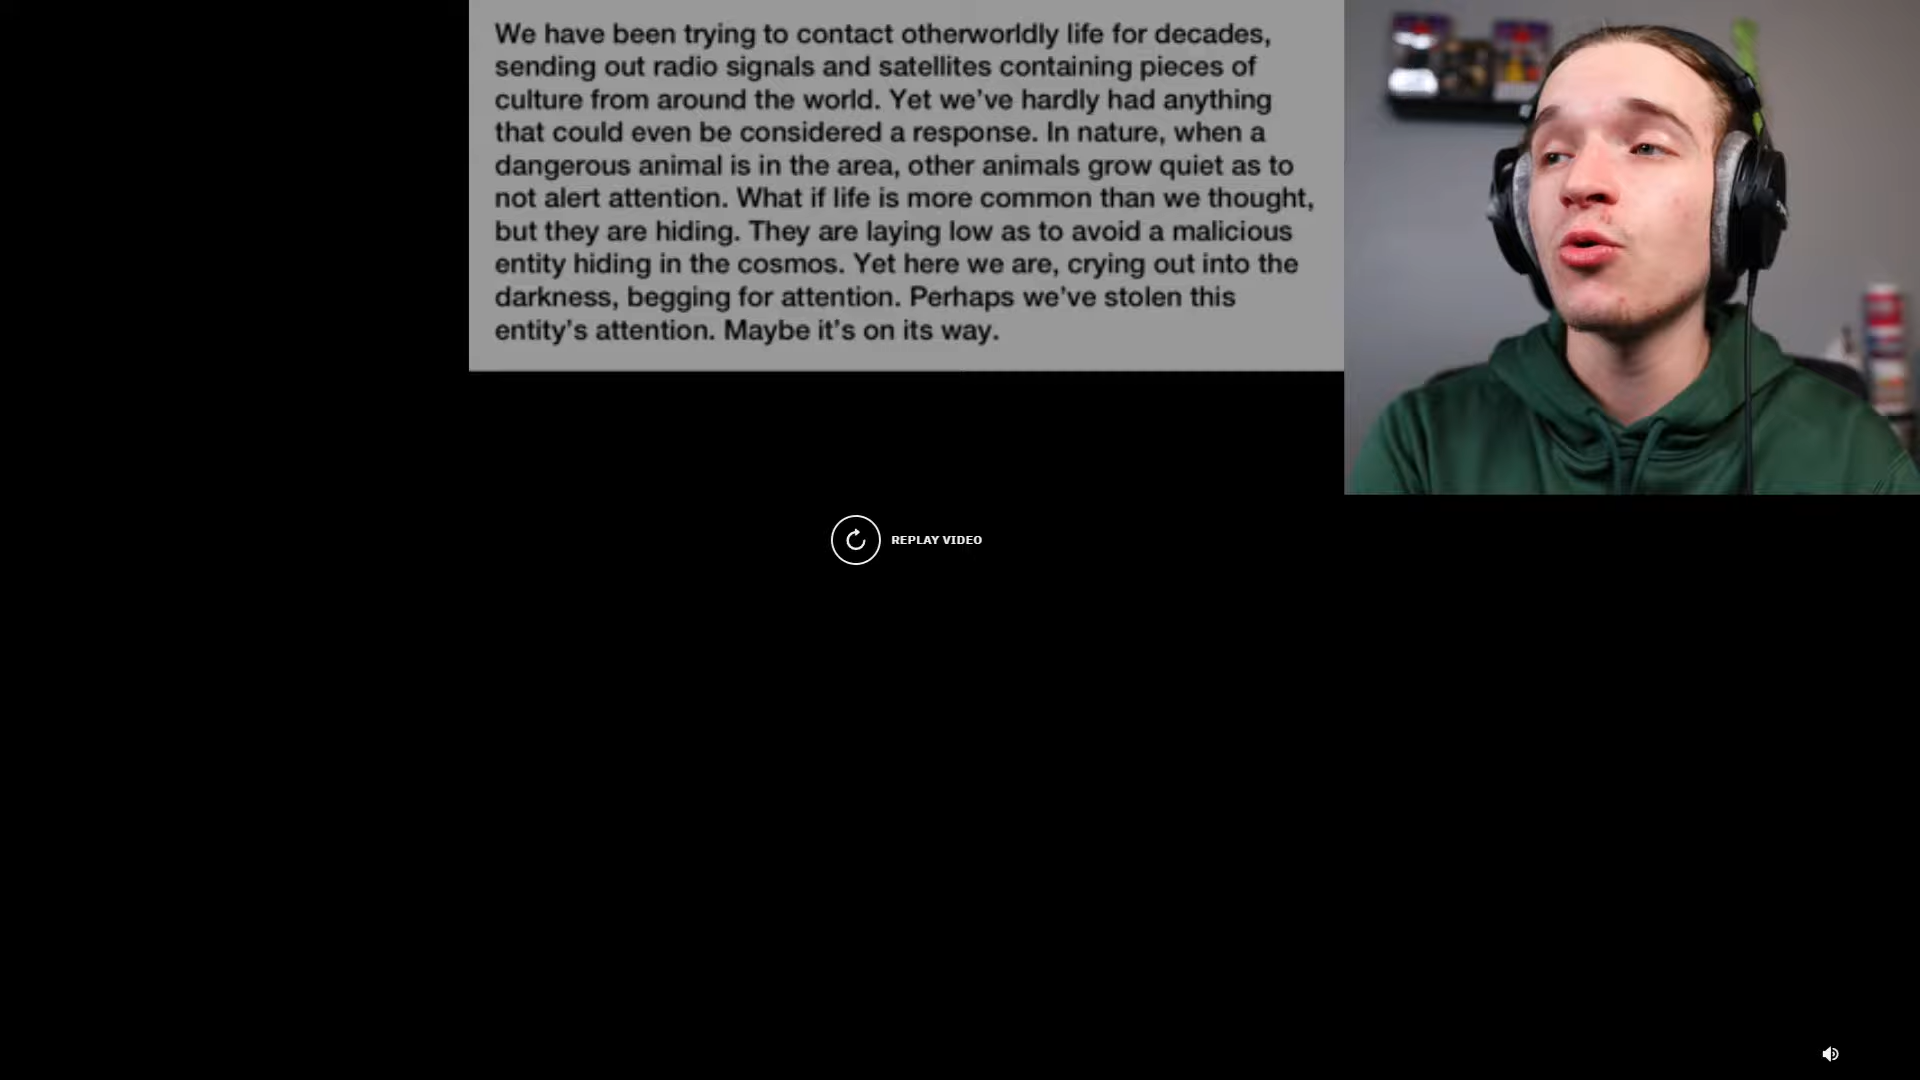 We have been trying to contact otherworldly life for decades,
sending out radio signals and satellites containing pieces of
culture from around the world. Yet we've hardly had anything
that could even be considered a response. In nature, when a
dangerous animal is in the area, other animals grow quiet as to
not alert attention. What if life is more common than we thought,
but they are hiding. They are laying low as to avoid a malicious
entity hiding in the cosmos. Yet here we are, crying out into the
darkness, begging for attention. Perhaps we've stolen this
entity's attention. Maybe it's on its way.
REPLAY VIDEO